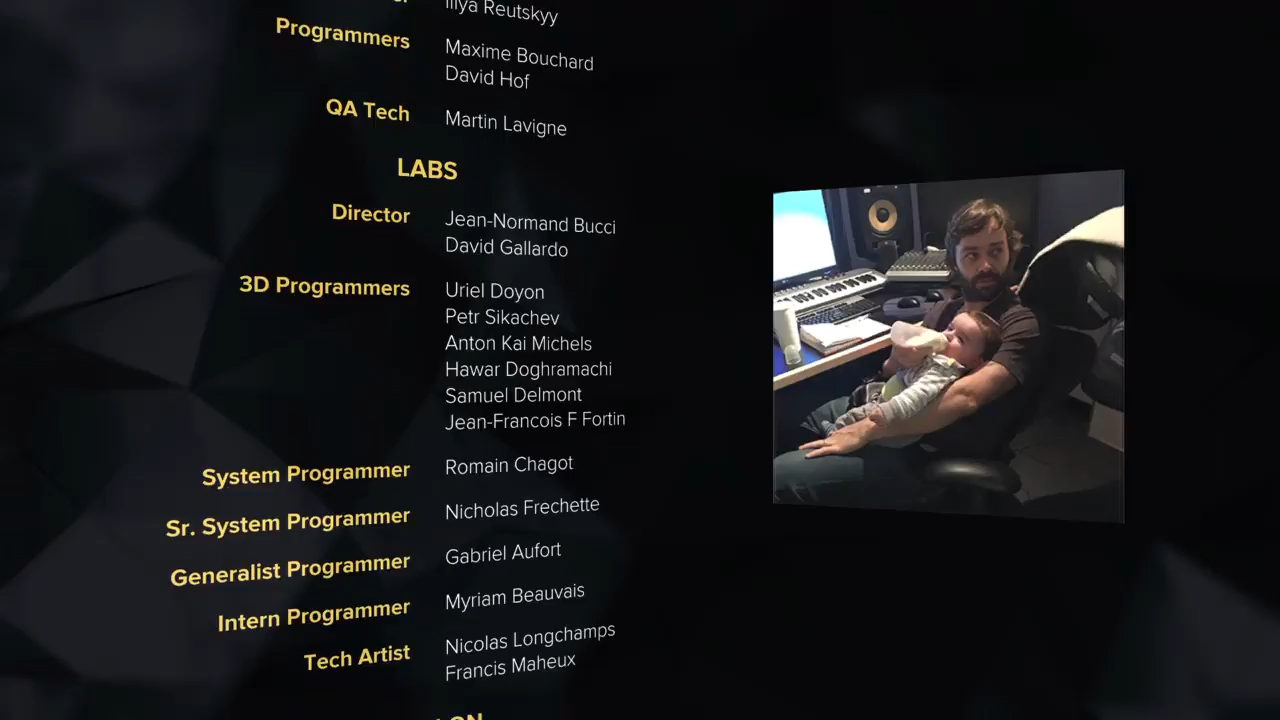 Illya Reutskyy
Programmers Maxime Bouchard
David Hof
QA Tech Martin Lavigne
LABS
Director Jean-Normand Bucci
David Gallardo
3D Programmers Uriel Doyon
Petr Sikachev
Anton Kai Michels
Hawar Doghramachi
Samuel Delmont
Jean-Francois F Fortin
System Programmer Romain Chagot
Sr. System Programmer Nicholas Frechette
Generalist Programmer Gabriel Aufort
Intern Programmer Myriam Beauvais
Tech Artist Nicolas Longchamps
Francis Maheux